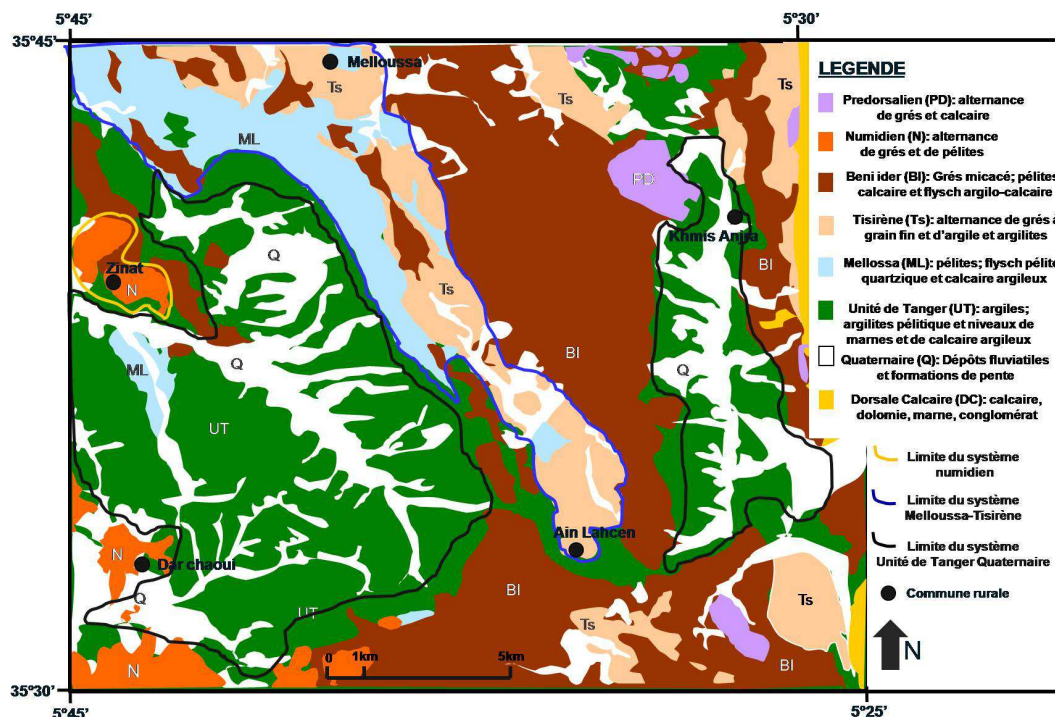 5°45’
5°30’
35°45’
Melloussa
Ts
Ts
Ts
ML
PD
Khmis Anjra
Q
Zinat
N
BI
Ts
BI
Q
ML
Q
UT
Ain Lahcen
N
Dar chaoui
Q
UT
BI
Ts
Ts
N
BI
0 1km 5km
35°30’
5°45’
5°25’
LEGENDE
Predorsalien (PD): alternance
de grés et calcaire
Numidien (N): alternance
de grés et de pélites
Beni ider (BI): Grés micacé; pélites
calcaire et flysch argilo-calcaire
Tisirène (Ts): alternance de grés à
grain fin et d'argile et argilites
Mellossa (ML): pélites; flysch pélite
quartzique et calcaire argileux
Unité de Tanger (UT): argiles;
argilites pélitique et niveaux de
marnes et de calcaire argileux
Quaternaire (Q): Dépôts fluviatiles
et formations de pente
Dorsale Calcaire (DC): calcaire,
dolomie, marne, conglomérat
Limite du système
numidien
Limite du système
Melloussa-Tisirène
Limite du système
Unité de Tanger Quaternaire
Commune rurale
N